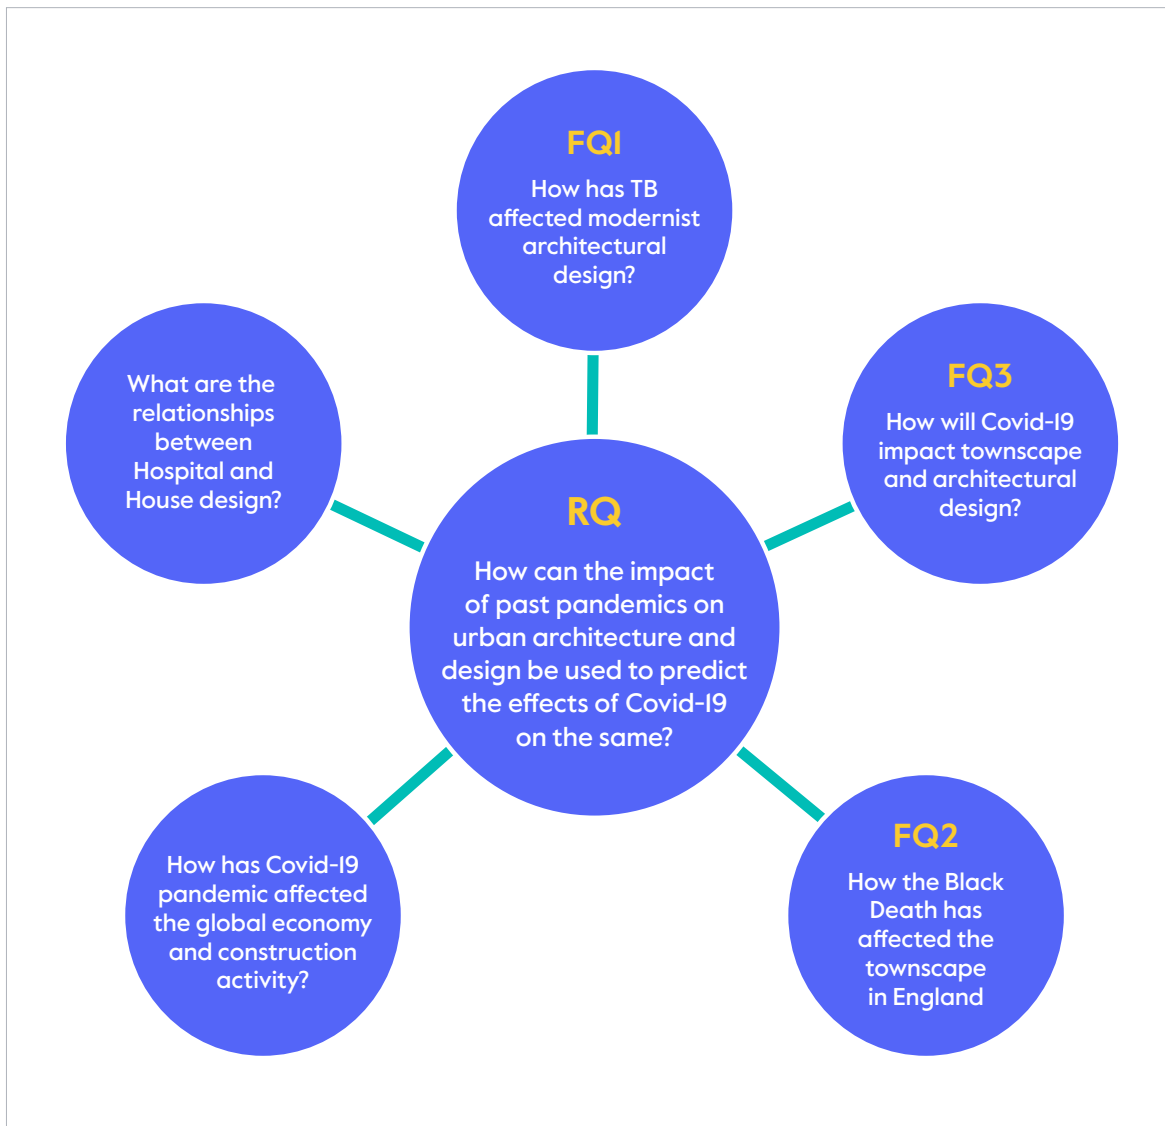 FQ1
How has TB
affected modernist
architectural
design?
What are the
relationships
between
Hospital and
House design?
FQ3
How will Covid-19
impact townscape
and architectural
design?
RQ
How can the impact
of past pandemics on
urban architecture and
design be used to predict
the effects of Covid-19
on the same?
How has Covid-19
pandemic affected
the global economy
and construction
activity?
FQ2
How the Black
Death has
affected the
townscape
in England